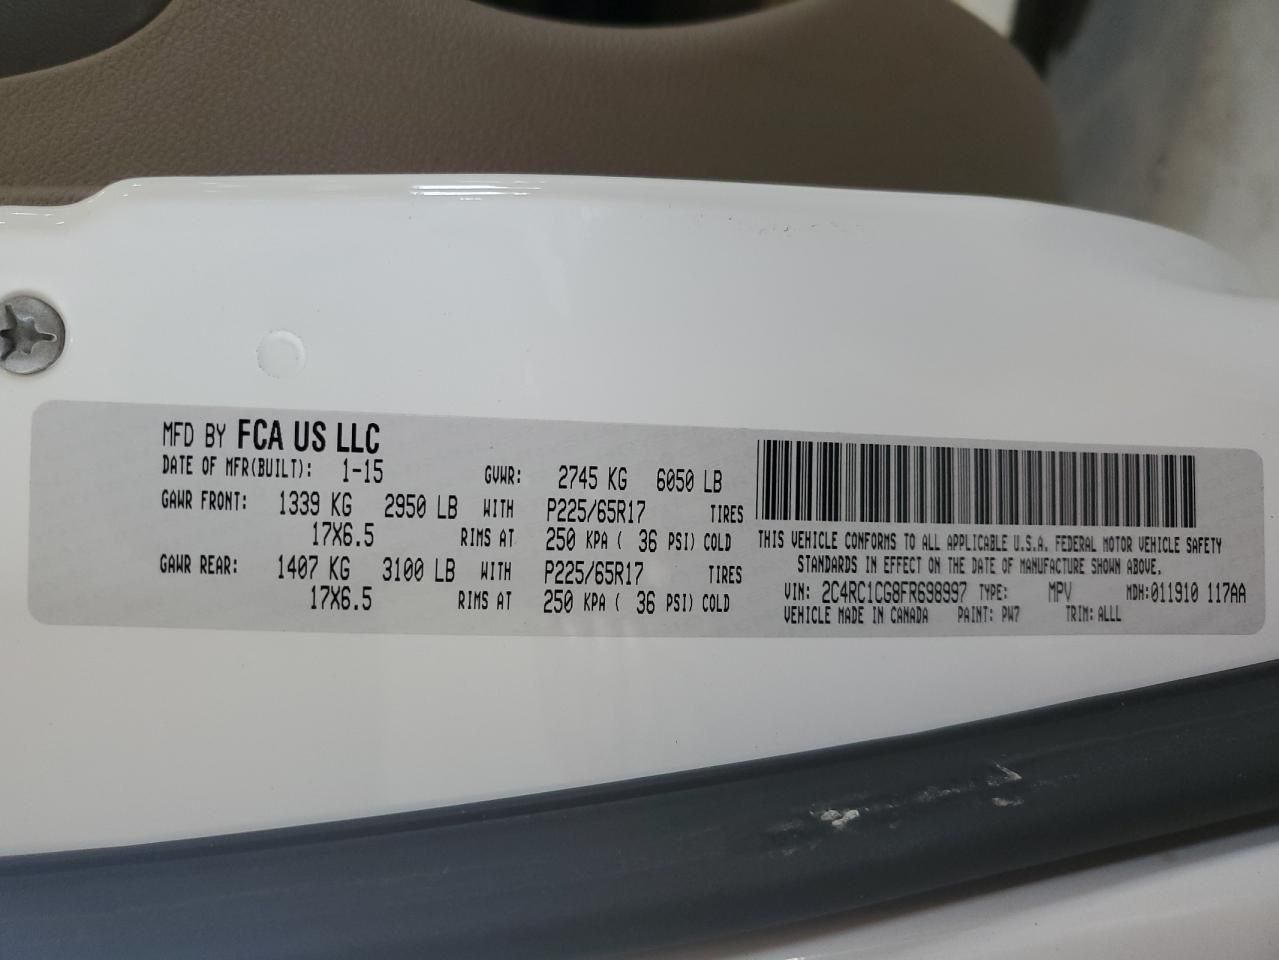 MFD BY FCA US LLC
DATE OF MFR(BUILT): 1-15 GVWR: 2745 KG 6050 LB
GAWR FRONT: 1339 KG 2950 LB WITH P225/65R17 TIRES
17X6.5 RIMS AT 250 KPA ( 36 PSI) COLD
GAWR REAR: 1407 KG 3100 LB WITH P225/65R17 TIRES
17X6.5 RIMS AT 250 KPA ( 36 PSI) COLD
THIS VEHICLE CONFORMS TO ALL APPLICABLE U.S.A. FEDERAL MOTOR VEHICLE SAFETY
STANDARDS IN EFFECT ON THE DATE OF MANUFACTURE SHOWN ABOVE.
VIN: 2C4RC1CG8FR698997 TYPE: MPV MDH:011910 117AA
VEHICLE MADE IN CANADA PAINT: PW7 TRIM: ALLL